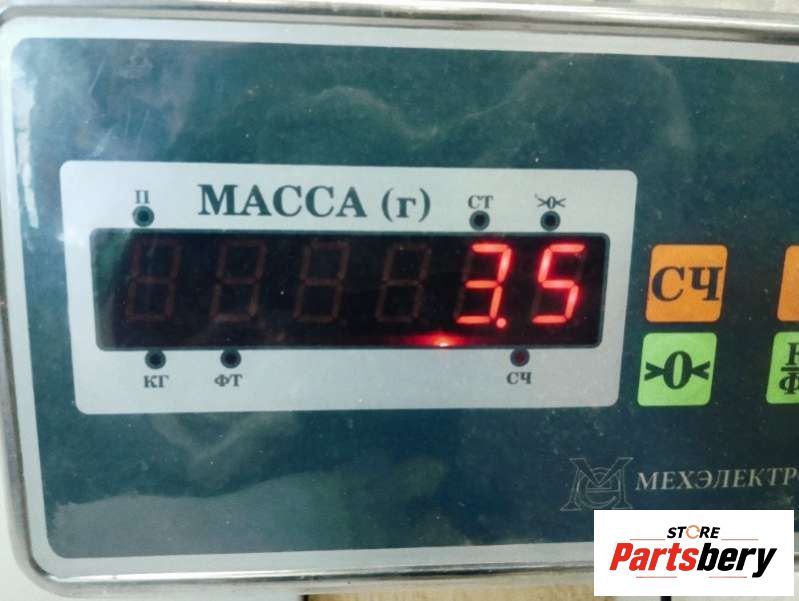 П
МАССА (г)
СТ
>0<
3.5
КГ
ФТ
СЧ
СЧ
>0<
МЕХЭЛЕКТР
STORE
Partsbery